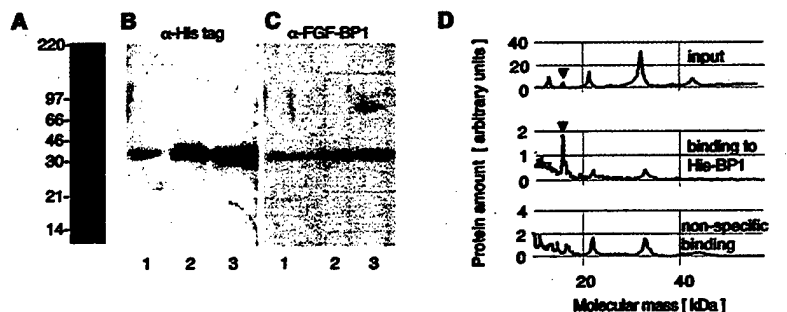 A B C D
α-His tag α-FGF-BP1
220-
97-
66-
46-
30-
21-
14-
1 2 3 1 2 3
Protein amount [arbitrary units]
40
20
0
input
2
1
0
binding to
His-BP1
4
2
0
non-specific
binding
20 40
Molecular mass [kDa]